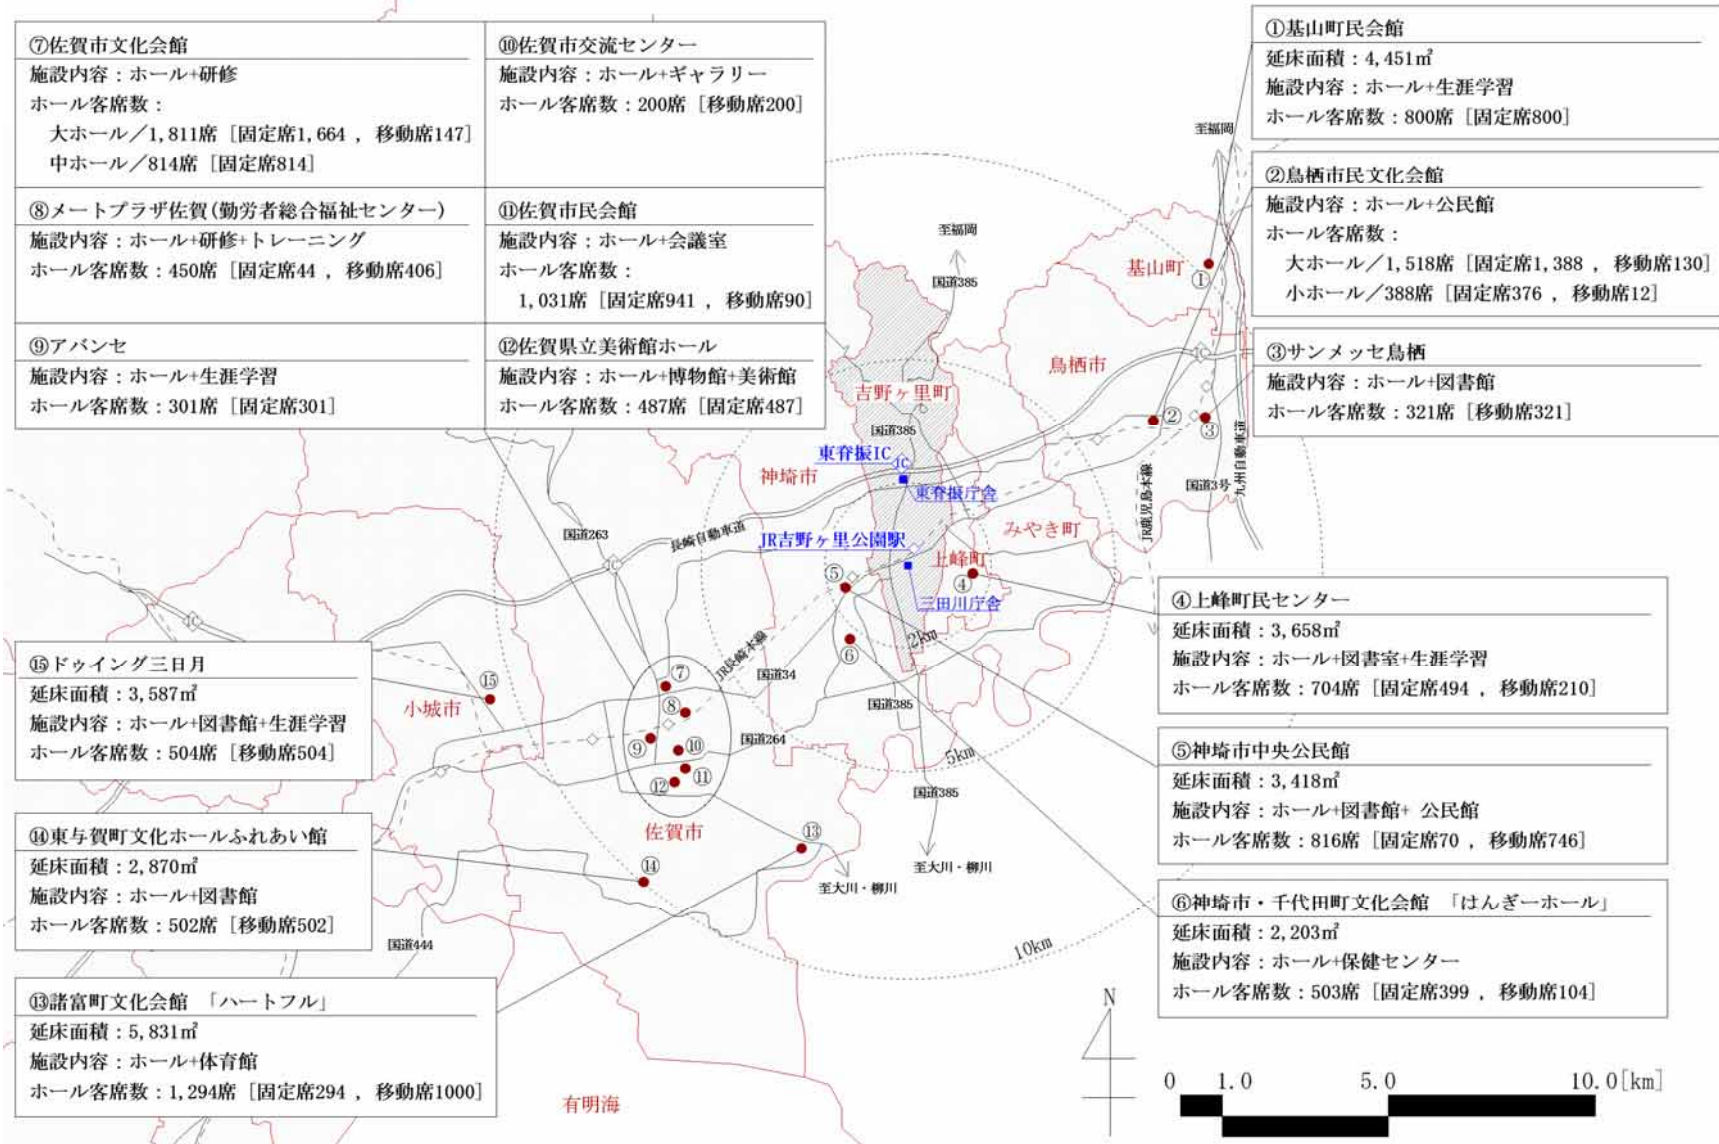 ⑦佐賀市文化会館
施設内容：ホール+研修
ホール客席数：
大ホール／1,811席［固定席1,664 ，移動席147］
中ホール／814席［固定席814］
⑩佐賀市交流センター
施設内容：ホール+ギャラリー
ホール客席数：200席［移動席200］
⑧メートプラザ佐賀(勤労者総合福祉センター)
施設内容：ホール+研修+トレーニング
ホール客席数：450席［固定席44 ，移動席406］
⑪佐賀市民会館
施設内容：ホール+会議室
ホール客席数：
1,031席［固定席941 ，移動席90］
⑨アバンセ
施設内容：ホール+生涯学習
ホール客席数：301席［固定席301］
⑫佐賀県立美術館ホール
施設内容：ホール+博物館+美術館
ホール客席数：487席［固定席487］
①基山町民会館
延床面積：4,451㎡
施設内容：ホール+生涯学習
ホール客席数：800席［固定席800］
②鳥栖市民文化会館
施設内容：ホール+公民館
ホール客席数：
大ホール／1,518席［固定席1,388 ，移動席130］
小ホール／388席［固定席376 ，移動席12］
③サンメッセ鳥栖
施設内容：ホール+図書館
ホール客席数：321席［移動席321］
至福岡
至福岡
国道385
基山町
①
IC
鳥栖市
吉野ヶ里町
国道385
②
③
東脊振IC
IC
神埼市
東脊振庁舎
国道3号
九州自動車道
JR鹿児島本線
みやき町
国道263
長崎自動車道
IC
JR吉野ヶ里公園駅
上峰町
⑤
④
三田川庁舎
IC
2km
⑥
JR長崎本線
国道34
⑮
小城市
⑦
⑧
国道385
⑨
⑩
国道264
5km
⑪
⑫
国道385
佐賀市
⑬
⑭
至大川・柳川
至大川・柳川
国道444
10km
有明海
④上峰町民センター
延床面積：3,658㎡
施設内容：ホール+図書室+生涯学習
ホール客席数：704席［固定席494 ，移動席210］
⑤神埼市中央公民館
延床面積：3,418㎡
施設内容：ホール+図書館+ 公民館
ホール客席数：816席［固定席70 ，移動席746］
⑥神埼市・千代田町文化会館 「はんぎーホール」
延床面積：2,203㎡
施設内容：ホール+保健センター
ホール客席数：503席［固定席399 ，移動席104］
⑮ドゥイング三日月
延床面積：3,587㎡
施設内容：ホール+図書館+生涯学習
ホール客席数：504席［移動席504］
⑭東与賀町文化ホールふれあい館
延床面積：2,870㎡
施設内容：ホール+図書館
ホール客席数：502席［移動席502］
⑬諸富町文化会館 「ハートフル」
延床面積：5,831㎡
施設内容：ホール+体育館
ホール客席数：1,294席［固定席294 ，移動席1000］
N
0 1.0 5.0 10.0[km]